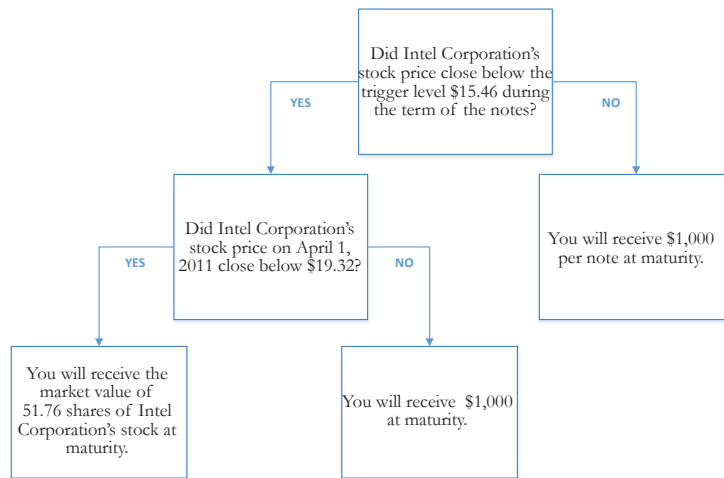 Did Intel Corporation's
stock price close below the
trigger level $15.46 during
the term of the notes?
YES
NO
Did Intel Corporation's
stock price on April 1,
2011 close below $19.32?
You will receive $1,000
per note at maturity.
YES
NO
You will receive the
market value of
51.76 shares of Intel
Corporation's stock at
maturity.
You will receive $1,000
at maturity.